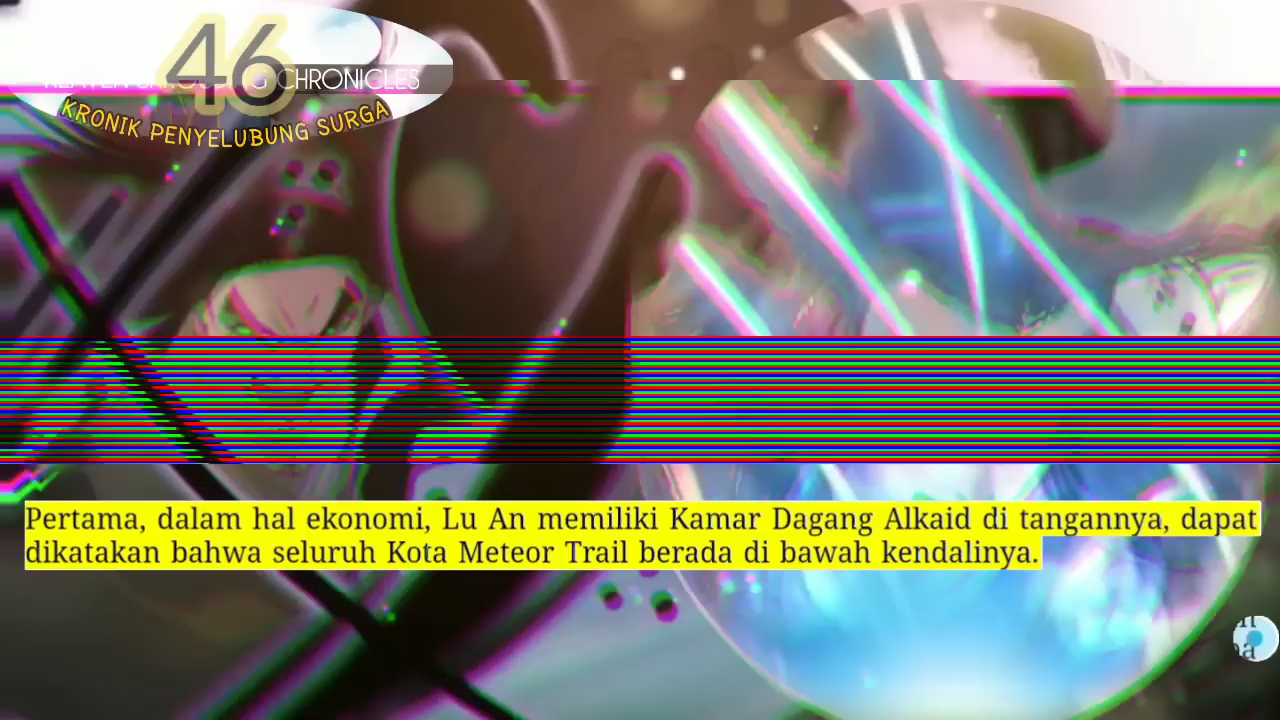 46
CHRONICLES
KRONIK PENYELUBUNG SURGA
Pertama, dalam hal ekonomi, Lu An memiliki Kamar Dagang Alkaid di tangannya, dapat
dikatakan bahwa seluruh Kota Meteor Trail berada di bawah kendalinya.